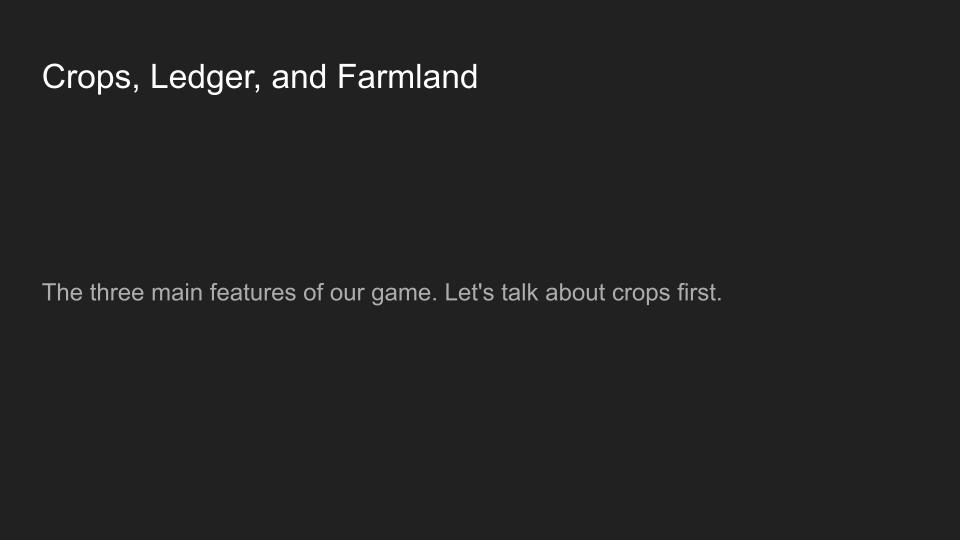 Crops, Ledger, and Farmland
The three main features of our game. Let's talk about crops first.